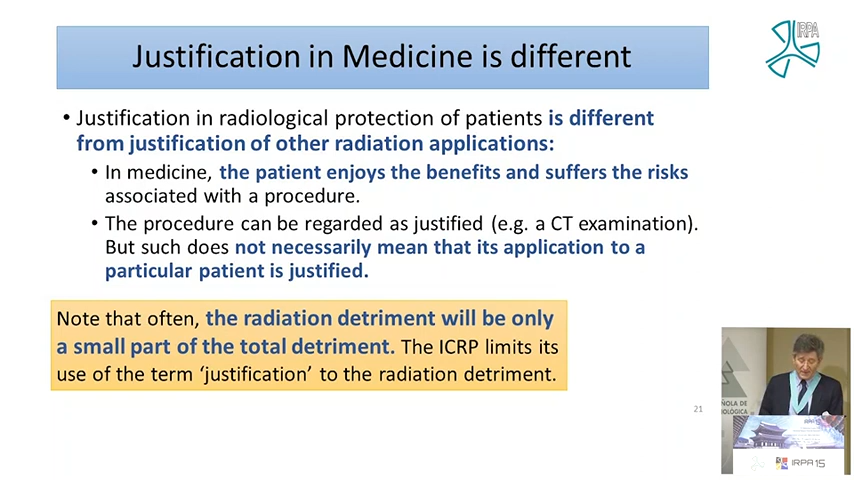 IRPA
Justification in Medicine is different
• Justification in radiological protection of patients is different
from justification of other radiation applications:
• In medicine, the patient enjoys the benefits and suffers the risks
associated with a procedure.
• The procedure can be regarded as justified (e.g. a CT examination).
But such does not necessarily mean that its application to a
particular patient is justified.
Note that often, the radiation detriment will be only
a small part of the total detriment. The ICRP limits its
use of the term ‘justification’ to the radiation detriment.
21
IRPA15